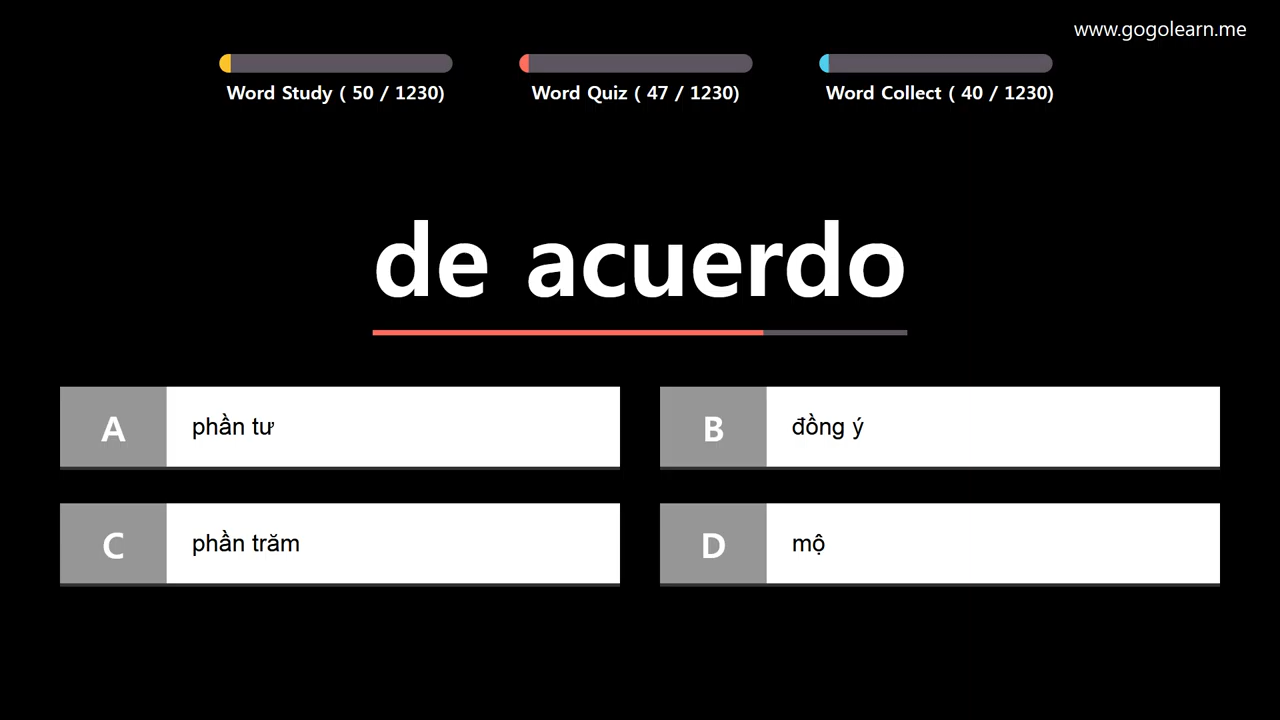 www.gogolearn.me
Word Study ( 50 / 1230)
Word Quiz ( 47 / 1230)
Word Collect ( 40 / 1230)
de acuerdo
A phần tư
B đồng ý
C phần trăm
D mộ